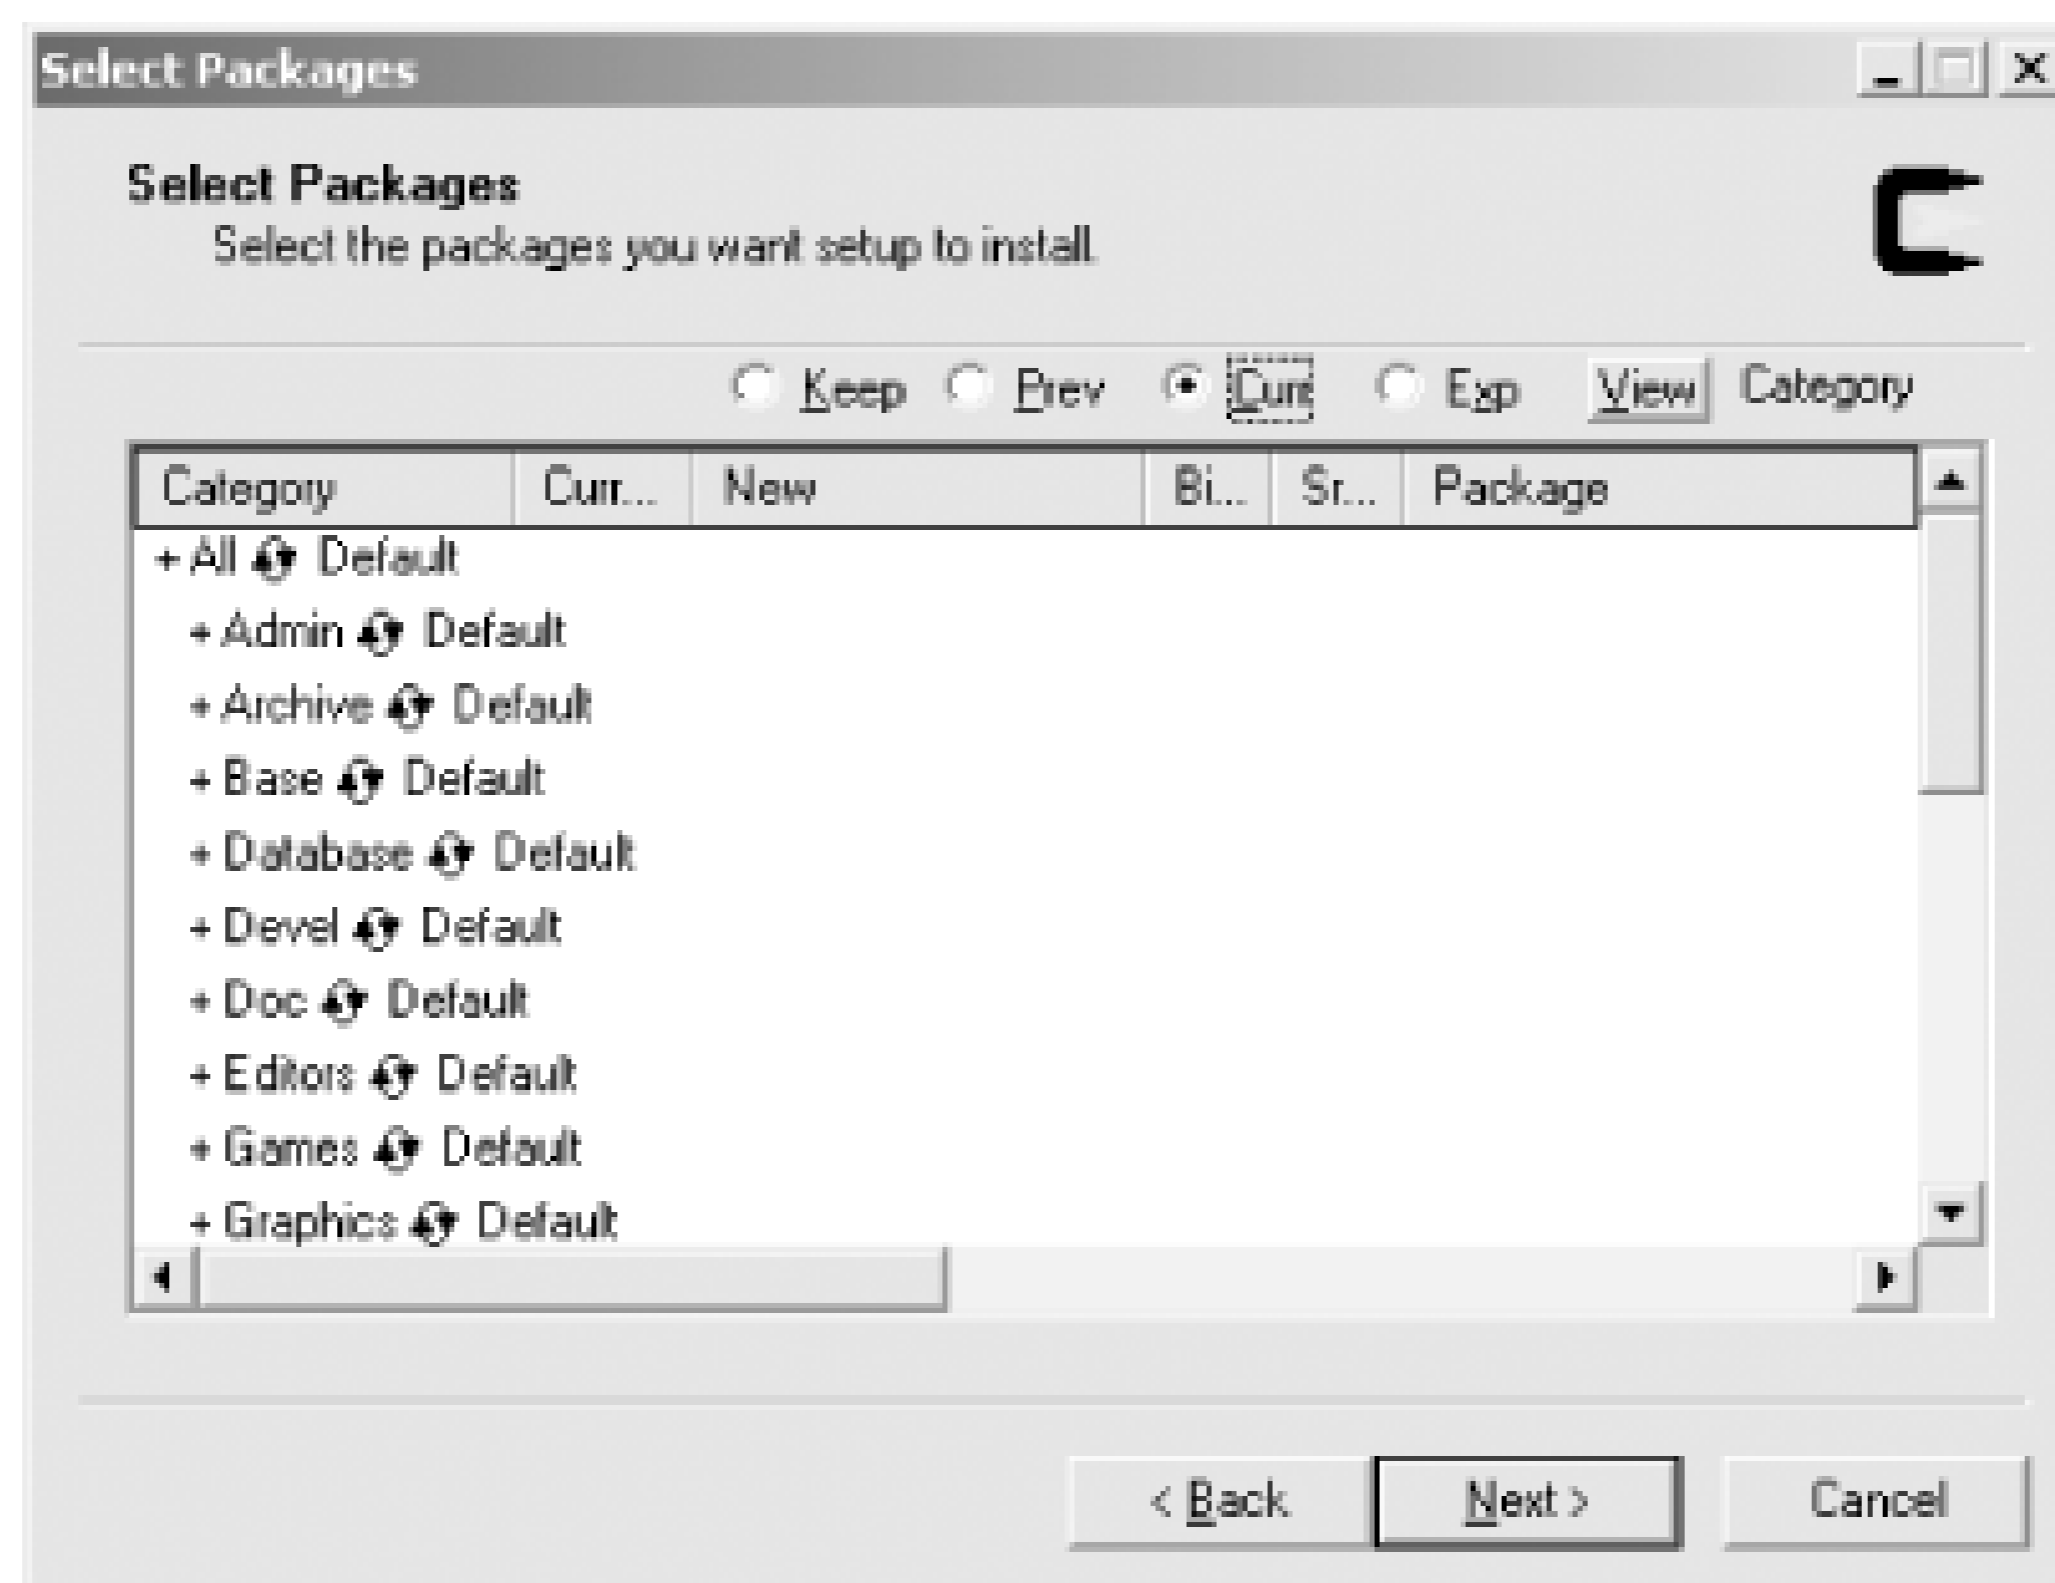 Select Packages
Select Packages
Select the packages you want setup to install.
Keep Prev Curr Exp View Category
Category Curr... New Bi... Sr... Package
+ All Default
+ Admin Default
+ Archive Default
+ Base Default
+ Database Default
+ Devel Default
+ Doc Default
+ Editors Default
+ Games Default
+ Graphics Default
< Back Next > Cancel